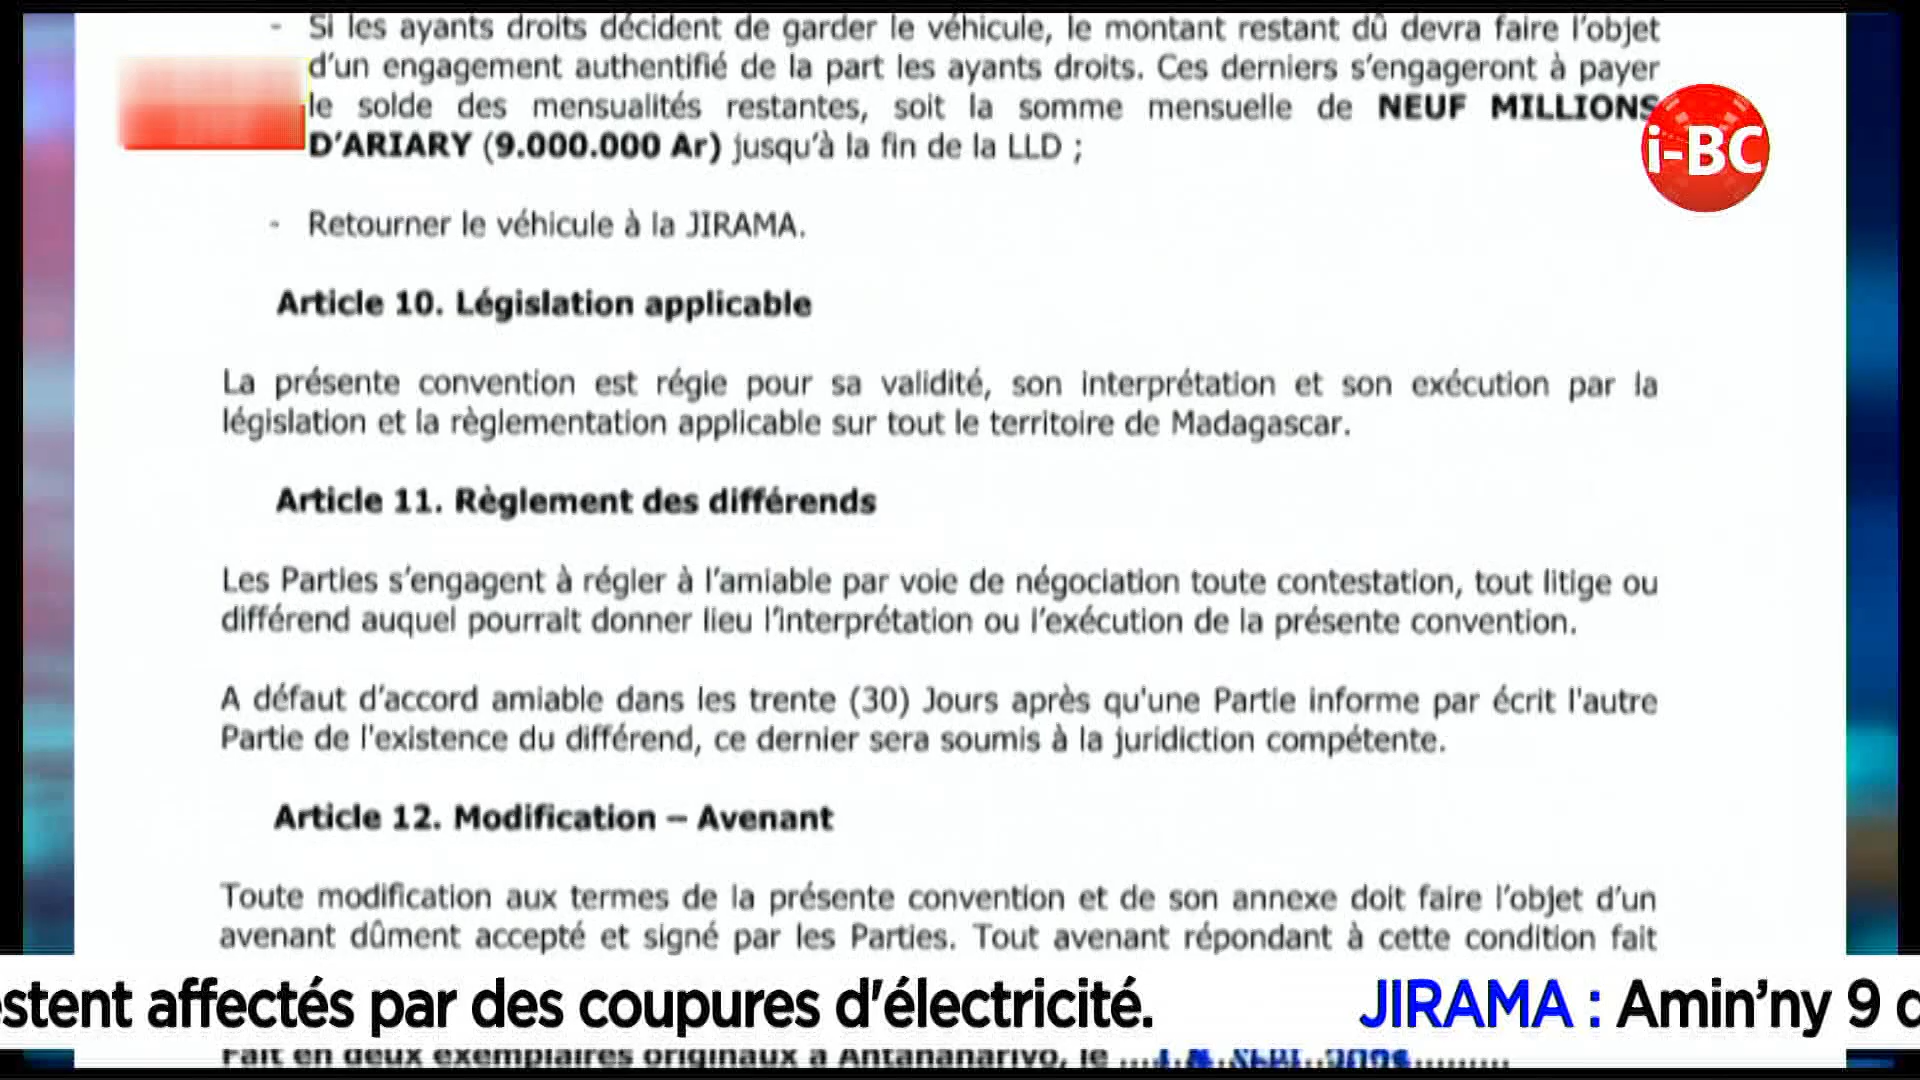 - Si les ayants droits décident de garder le véhicule, le montant restant dû devra faire l'objet
d'un engagement authentifié de la part les ayants droits. Ces derniers s'engageront à payer
le solde des mensualités restantes, soit la somme mensuelle de NEUF MILLIONS
D'ARIARY (9.000.000 Ar) jusqu'à la fin de la LLD ;
i-BC
- Retourner le véhicule à la JIRAMA.
Article 10. Législation applicable
La présente convention est régie pour sa validité, son interprétation et son exécution par la
législation et la règlementation applicable sur tout le territoire de Madagascar.
Article 11. Règlement des différends
Les Parties s'engagent à régler à l'amiable par voie de négociation toute contestation, tout litige ou
différend auquel pourrait donner lieu l'interprétation ou l'exécution de la présente convention.
A défaut d'accord amiable dans les trente (30) Jours après qu'une Partie informe par écrit l'autre
Partie de l'existence du différend, ce dernier sera soumis à la juridiction compétente.
Article 12. Modification – Avenant
Toute modification aux termes de la présente convention et de son annexe doit faire l'objet d'un
avenant dûment accepté et signé par les Parties. Tout avenant répondant à cette condition fait
estent affectés par des coupures d'électricité. JIRAMA : Amin'ny 9 o
Fait en deux exemplaires originaux à Antananarivo, le